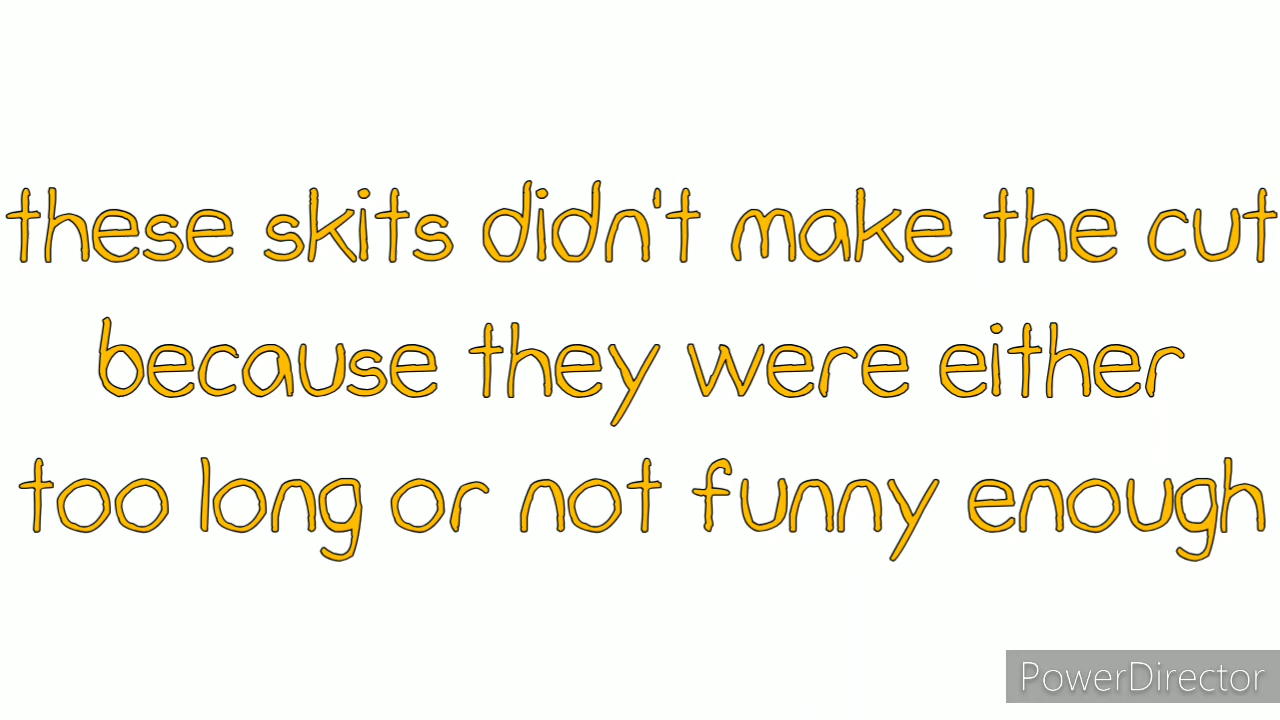 these skits didn't make the cut
because they were either
too long or not funny enough
PowerDirector